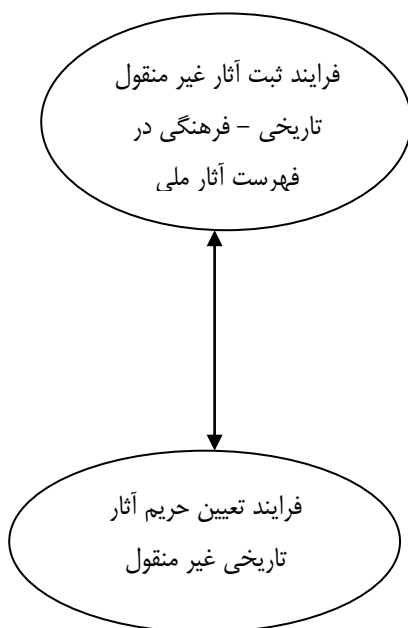 فرایند ثبت آثار غیر منقول
تاریخی – فرهنگی در
فهرست آثار ملی
فرایند تعیین حریم آثار
تاریخی غیر منقول